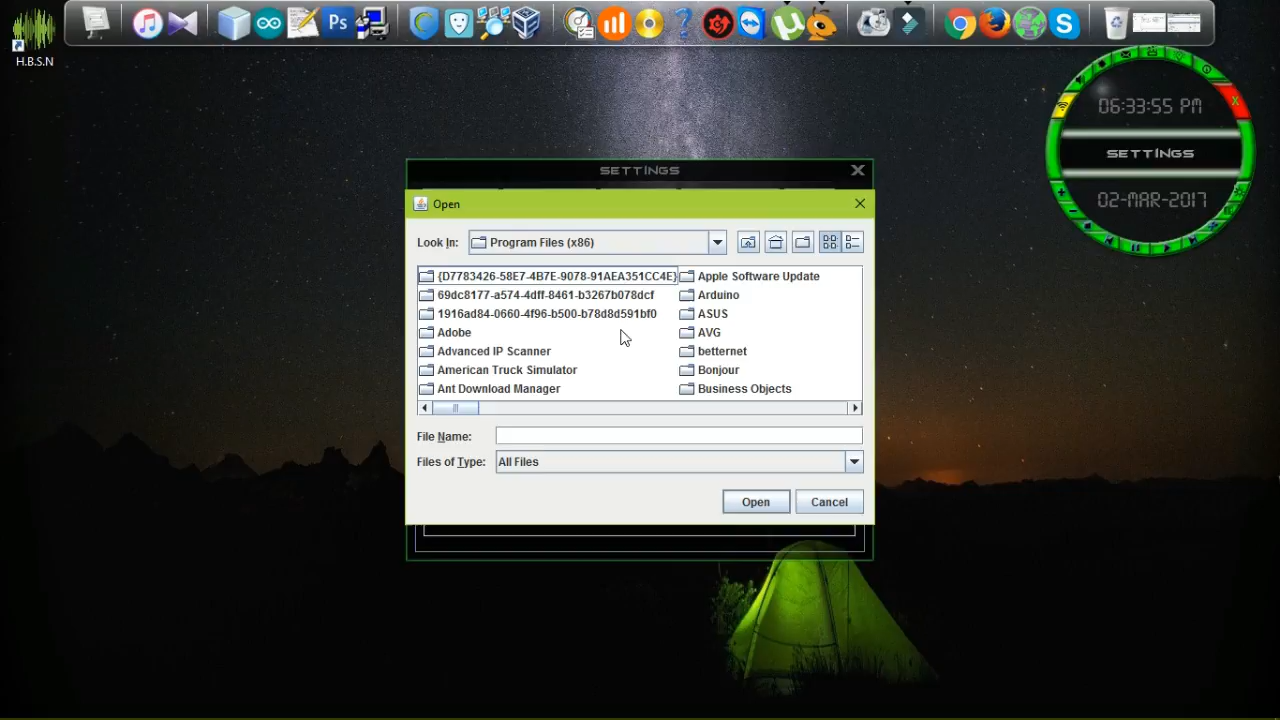 Ps
S
H.B.S.N
06:33:55 PM
X
SETTINGS
02-MAR-2017
SETTINGS
X
Open
Look In:
Program Files (x86)
{D7783426-58E7-4B7E-9078-91AEA351CC4E}
Apple Software Update
69dc8177-a574-4dff-8461-b3267b078dcf
Arduino
1916ad84-0660-4f96-b500-b78d8d591bf0
ASUS
Adobe
AVG
Advanced IP Scanner
betternet
American Truck Simulator
Bonjour
Ant Download Manager
Business Objects
File Name:
Files of Type:
All Files
Open
Cancel